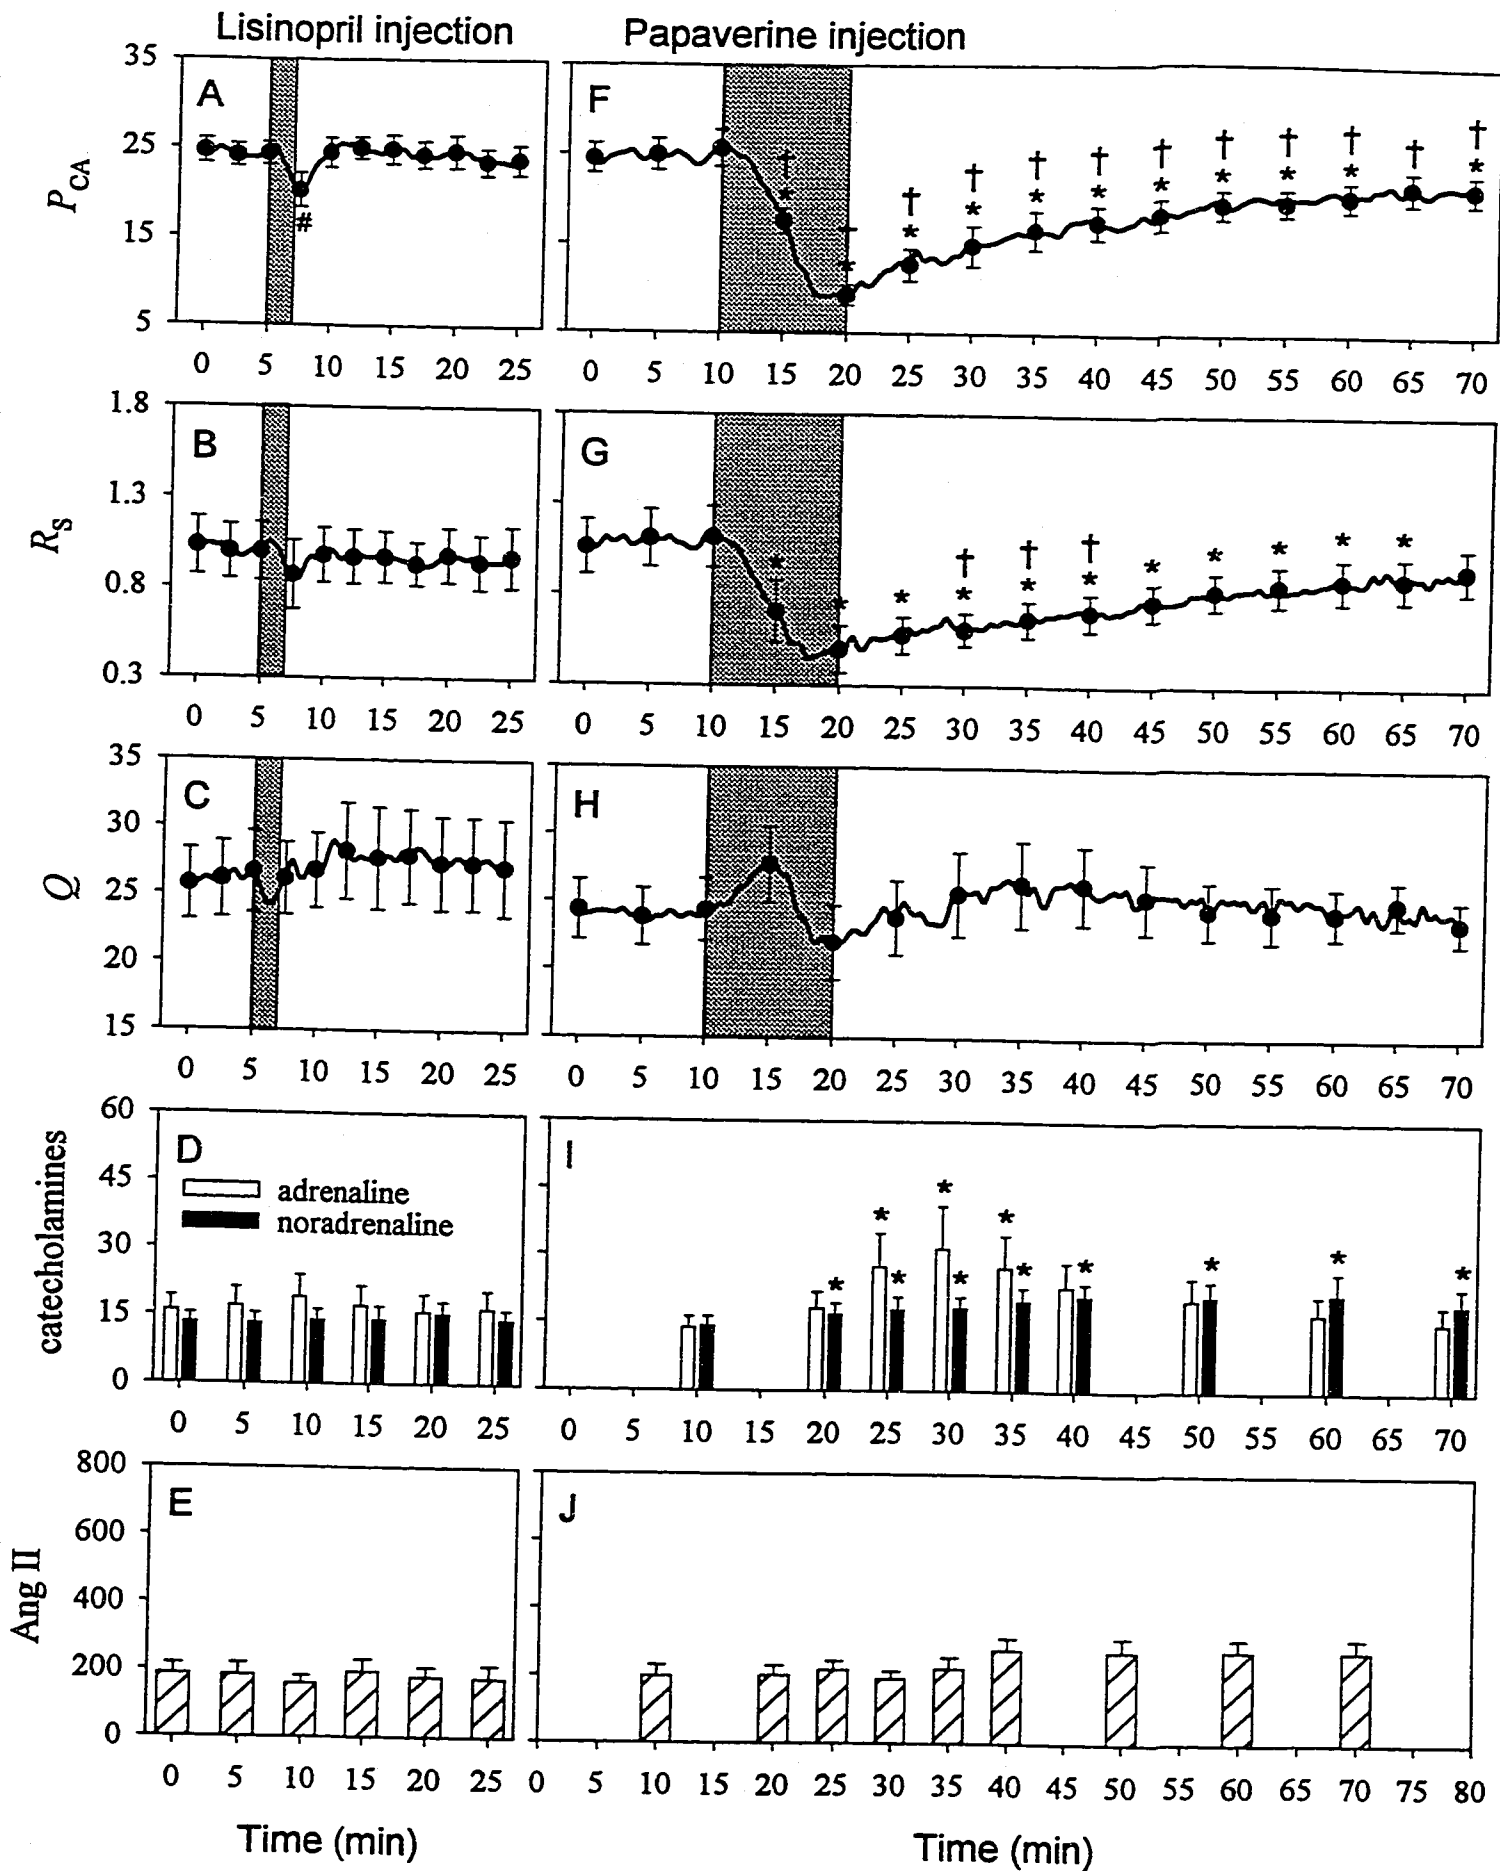 Lisinopril injection Papaverine injection
35
25
15
5
P_CA
A
#
F
† † † † † † † † † † † †
* * * * * * * * * * *
0 5 10 15 20 25
0 5 10 15 20 25 30 35 40 45 50 55 60 65 70
1.8
1.3
0.8
0.3
R_S
B
G
† † †
* * * * * * * * * * *
0 5 10 15 20 25
0 5 10 15 20 25 30 35 40 45 50 55 60 65 70
35
30
25
20
15
Q
C
H
0 5 10 15 20 25
0 5 10 15 20 25 30 35 40 45 50 55 60 65 70
60
45
30
15
0
catecholamines
D
adrenaline
noradrenaline
I
* * * * * * * * * * *
0 5 10 15 20 25
0 5 10 15 20 25 30 35 40 45 50 55 60 65 70
800
600
400
200
0
Ang II
E
J
0 5 10 15 20 25
0 5 10 15 20 25 30 35 40 45 50 55 60 65 70 75 80
Time (min) Time (min)